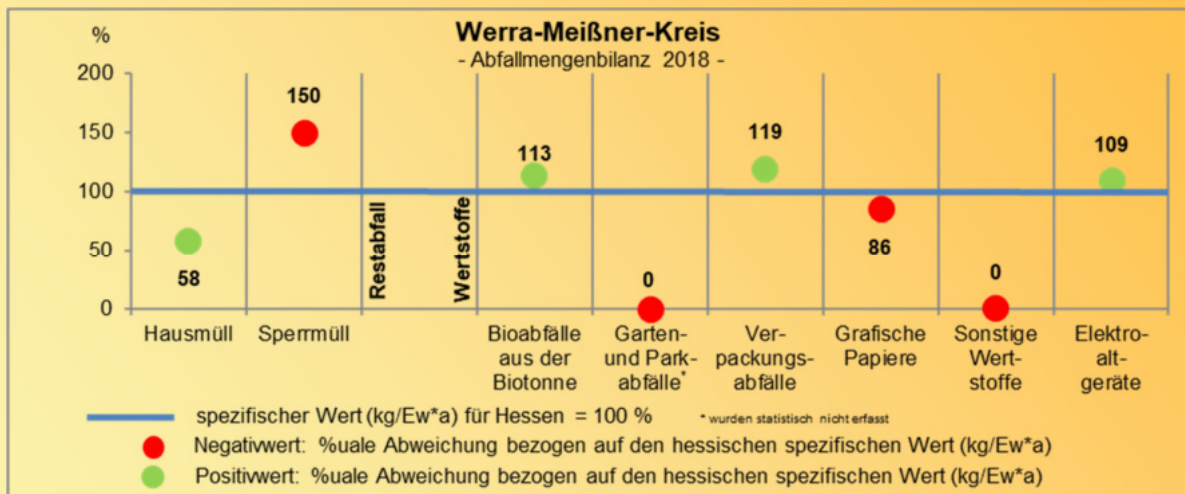 Werra-Meißner-Kreis
- Abfallmengenbilanz 2018 -
%
200
150
100
50
0
58
150
Restabfall
Wertstoffe
113
0
119
86
0
109
Hausmüll
Sperrmüll
Bioabfälle
aus der
Biotonne
Garten-
und Park-
abfälle*
Ver-
packungs-
abfälle
Grafische
Papiere
Sonstige
Wert-
stoffe
Elektro-
alt-
geräte
spezifischer Wert (kg/Ew*a) für Hessen = 100 % * wurden statistisch nicht erfasst
Negativwert: %uale Abweichung bezogen auf den hessischen spezifischen Wert (kg/Ew*a)
Positivwert: %uale Abweichung bezogen auf den hessischen spezifischen Wert (kg/Ew*a)